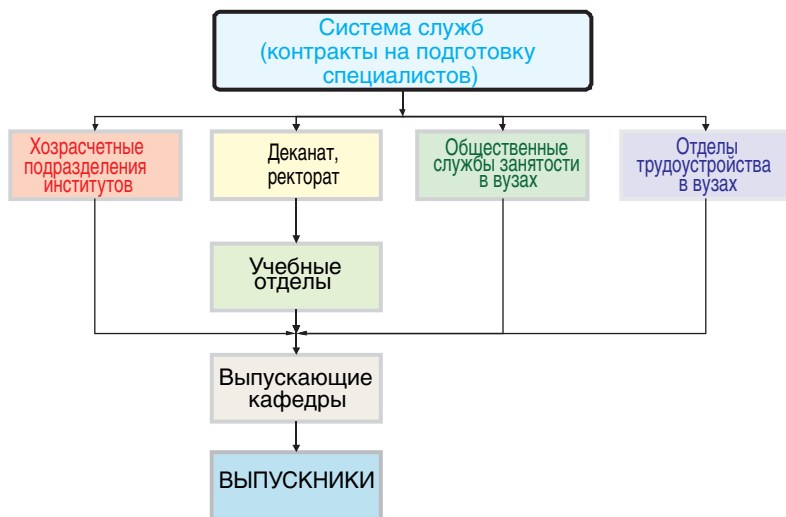 Система служб
(контракты на подготовку
специалистов)
Хозрасчетные
подразделения
институтов
Деканат,
ректорат
Общественные
службы занятости
в вузах
Отделы
трудоустройства
в вузах
Учебные
отделы
Выпускающие
кафедры
ВЫПУСКНИКИ